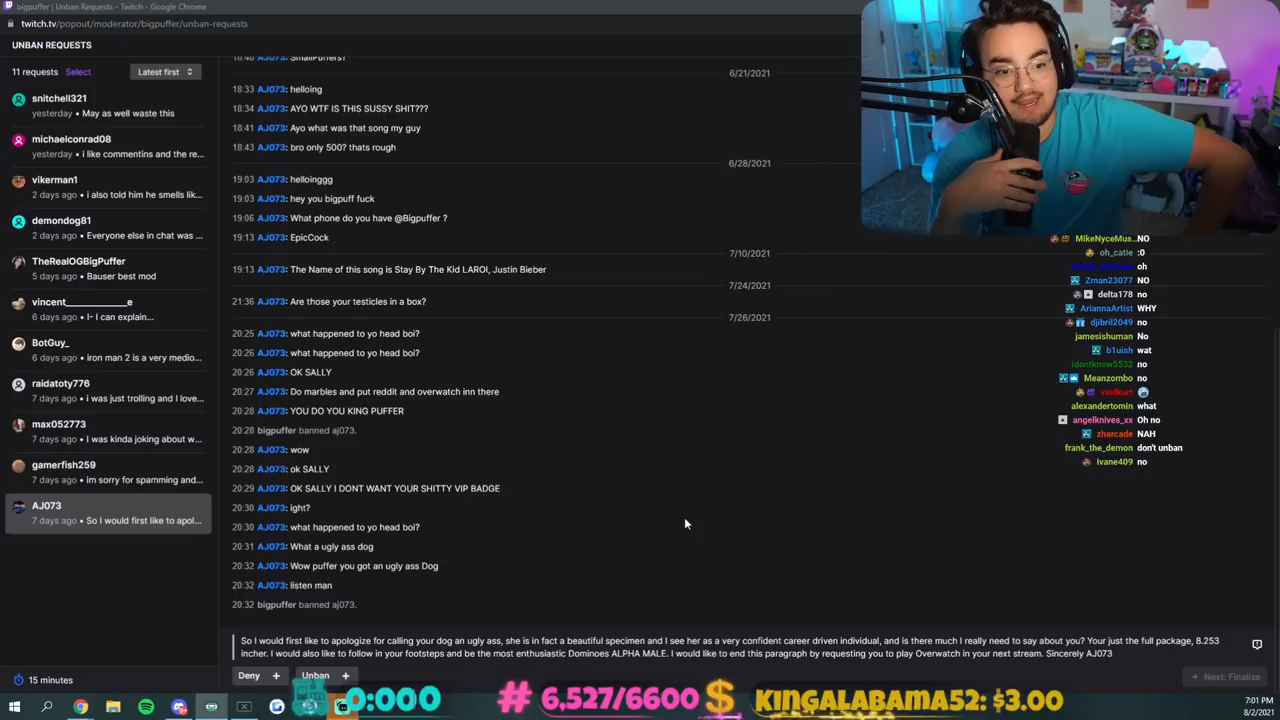 bigpuffer | Unban Requests - Twitch - Google Chrome
twitch.tv/popout/moderator/bigpuffer/unban-requests
UNBAN REQUESTS
11 requests Select Latest first
snitchell321
yesterday • May as well waste this
michaelconrad08
yesterday • i like commentins and the re...
vikerman1
2 days ago • i also told him he smells lik...
demondog81
2 days ago • Everyone else in chat was ...
TheRealOGBigPuffer
5 days ago • Bauser best mod
vincent______________e
6 days ago • I- I can explain...
BotGuy_
6 days ago • iron man 2 is a very medio...
raidatoty776
7 days ago • i was just trolling and I love...
max052773
7 days ago • I was kinda joking about w...
gamerfish259
7 days ago • im sorry for spamming and...
AJ073
7 days ago • So I would first like to apol...
15 minutes
16:48 AJ073: SmallPuffers?
6/21/2021
18:33 AJ073: helloing
18:34 AJ073: AYO WTF IS THIS SUSSY SHIT???
18:41 AJ073: Ayo what was that song my guy
18:43 AJ073: bro only 500? thats rough
6/28/2021
19:03 AJ073: helloinggg
19:03 AJ073: hey you bigpuff fuck
19:06 AJ073: What phone do you have @Bigpuffer ?
19:13 AJ073: EpicCock
7/10/2021
19:13 AJ073: The Name of this song is Stay By The Kid LAROI, Justin Bieber
7/24/2021
21:36 AJ073: Are those your testicles in a box?
7/26/2021
20:25 AJ073: what happened to yo head boi?
20:26 AJ073: what happened to yo head boi?
20:26 AJ073: OK SALLY
20:27 AJ073: Do marbles and put reddit and overwatch inn there
20:28 AJ073: YOU DO YOU KING PUFFER
20:28 bigpuffer banned aj073.
20:28 AJ073: wow
20:28 AJ073: ok SALLY
20:29 AJ073: OK SALLY I DONT WANT YOUR SHITTY VIP BADGE
20:30 AJ073: ight?
20:30 AJ073: what happened to yo head boi?
20:31 AJ073: What a ugly ass dog
20:32 AJ073: Wow puffer you got an ugly ass Dog
20:32 AJ073: listen man
20:32 bigpuffer banned aj073.
So I would first like to apologize for calling your dog an ugly ass, she is in fact a beautiful specimen and I see her as a very confident career driven individual, and is there much I really need to say about you? Your just the full package, 8.253
incher. I would also like to follow in your footsteps and be the most enthusiastic Dominoes ALPHA MALE. I would like to end this paragraph by requesting you to play Overwatch in your next stream. Sincerely AJ073
Deny + Unban +
Next: Finalize
MikeNyceMus... NO
oh_catie :0
oh
Zman23077 NO
delta178 no
AriannaArtist WHY
djibril2049 no
jamesishuman No
b1uish wat
idontknow5532 no
Meanzombo no
vxidkurt
alexandertomin what
angelknives_xx Oh no
zharcade NAH
frank_the_demon don't unban
ivane409 no
0:000 # 6,527/6600 $ KINGALABAMA52: $3.00
7:01 PM
8/2/2021